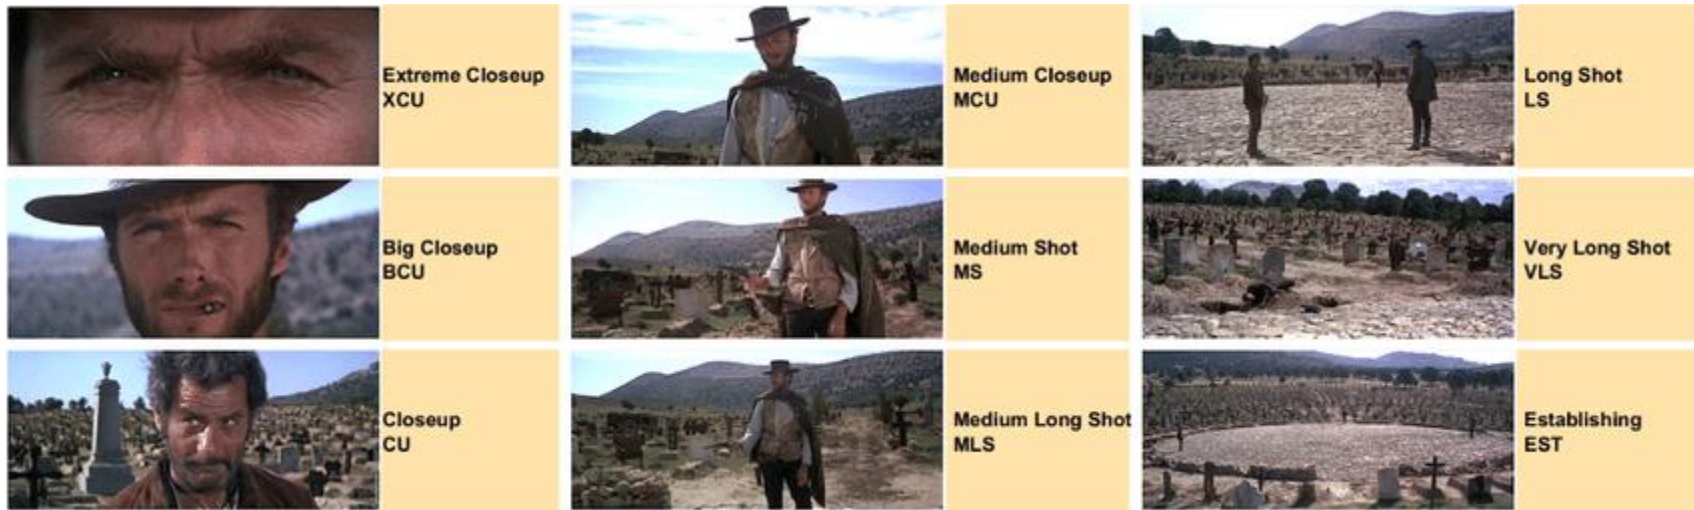 Extreme Closeup
XCU
Big Closeup
BCU
Closeup
CU
Medium Closeup
MCU
Medium Shot
MS
Medium Long Shot
MLS
Long Shot
LS
Very Long Shot
VLS
Establishing
EST